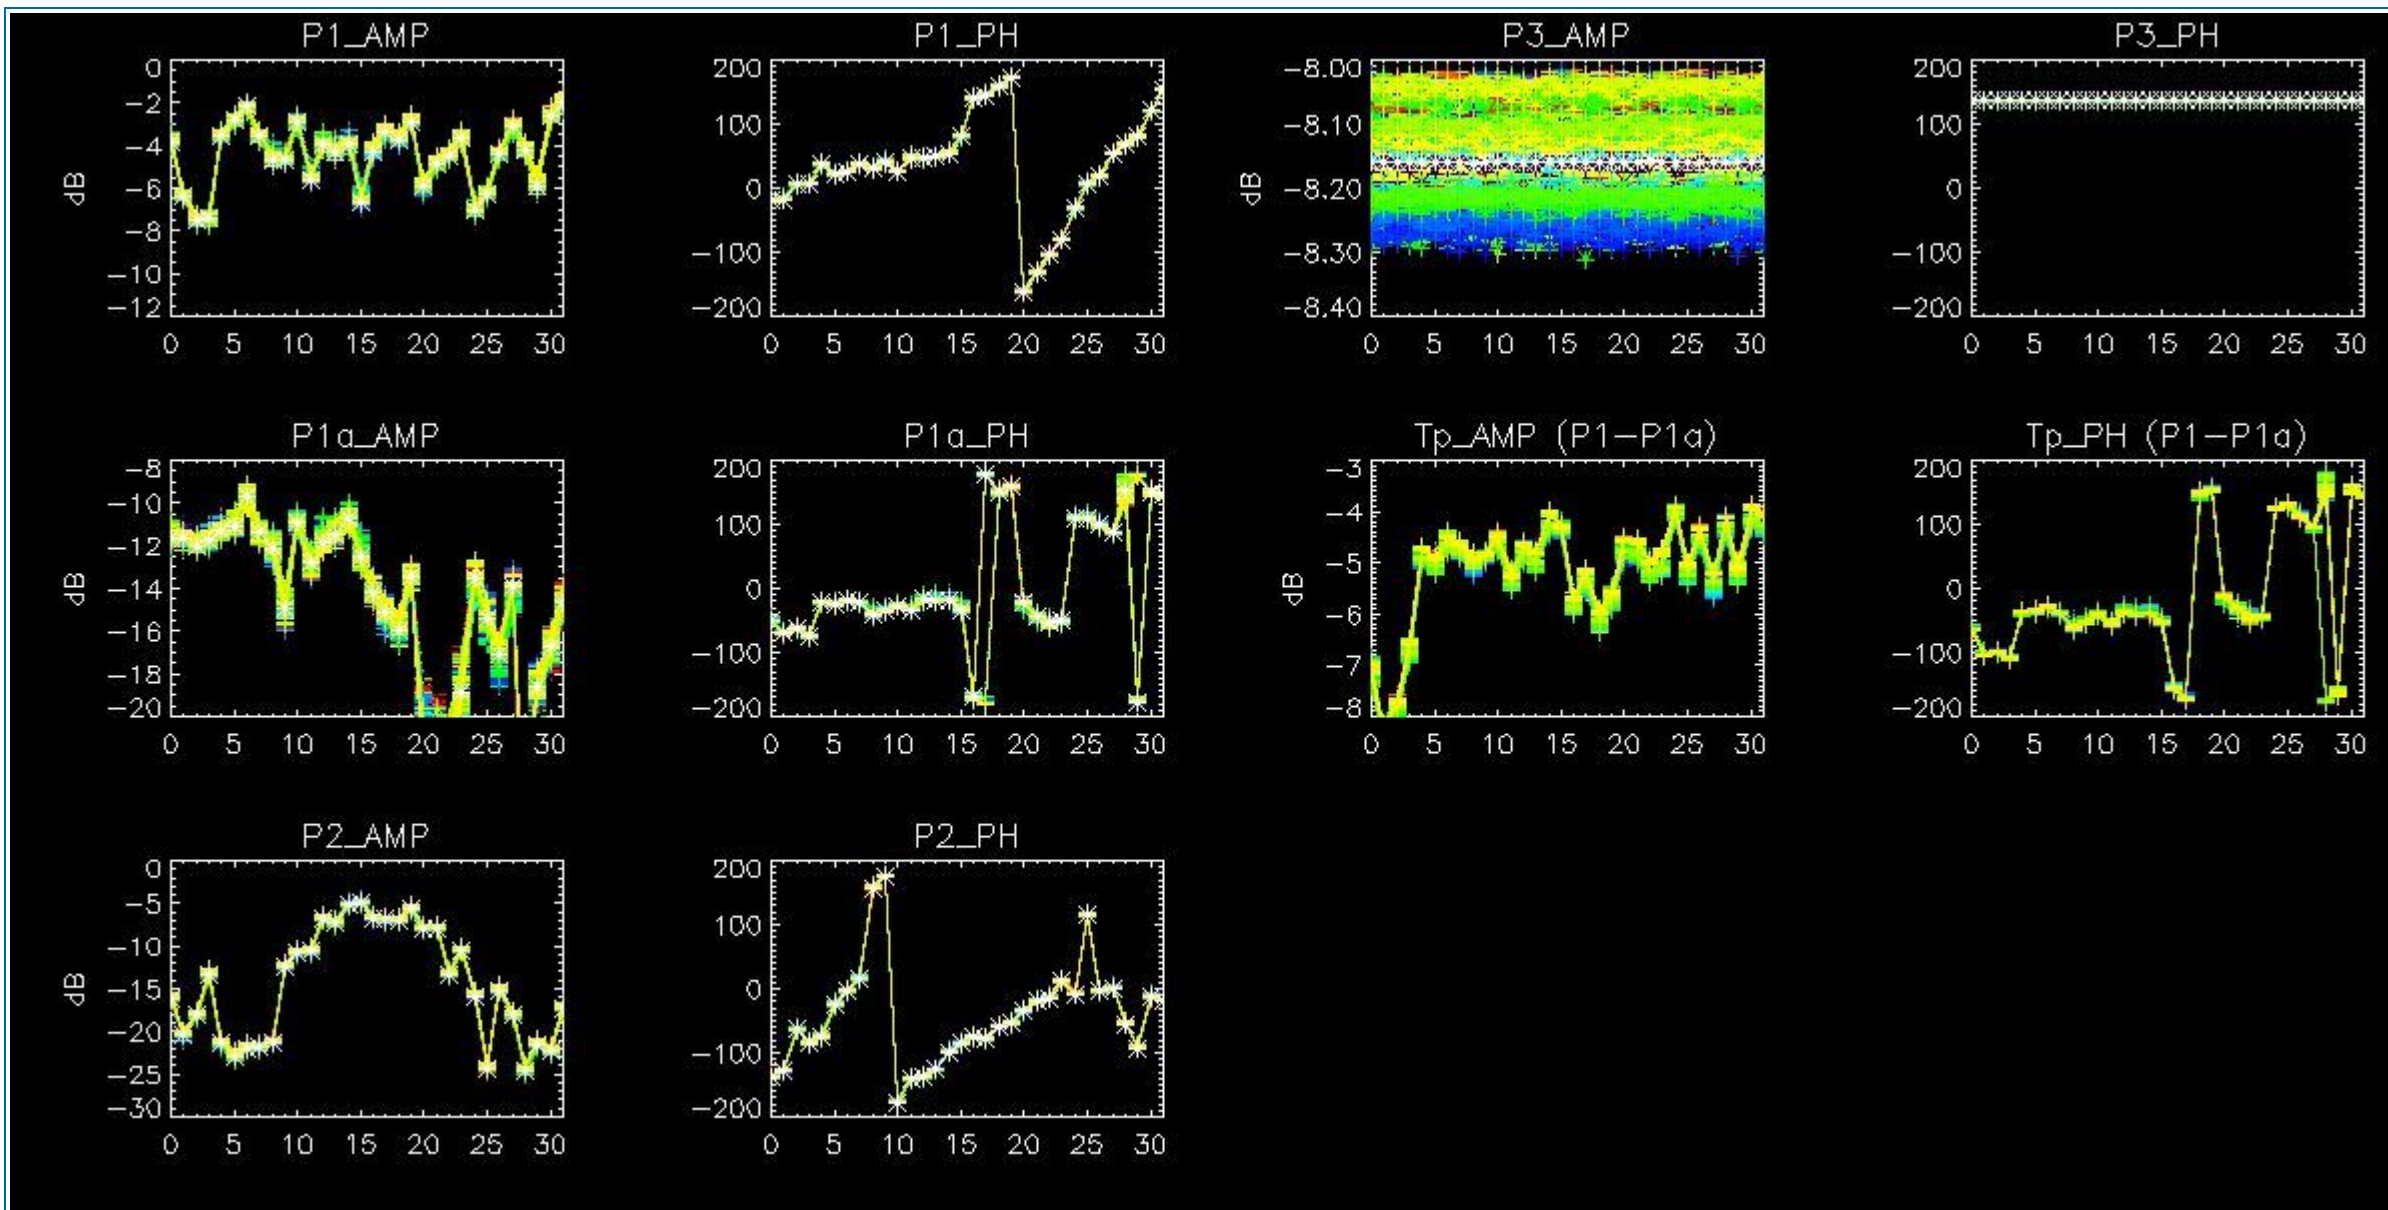 P1_AMP P1_PH P3_AMP P3_PH
0 200 -8.00 200
-2 100 -8.10 100
-4 0 -8.20 0
-6 -100 -8.30 -100
-8 -200 -8.40 -200
-10
-12
dB dB
0 5 10 15 20 25 30 0 5 10 15 20 25 30 0 5 10 15 20 25 30 0 5 10 15 20 25 30
P1a_AMP P1a_PH Tp_AMP (P1-P1a) Tp_PH (P1-P1a)
-8 200 -3 200
-10 100 -4 100
-12 0 -5 0
-14 -100 -6 -100
-16 -200 -7 -200
-18 -8
-20
dB dB
0 5 10 15 20 25 30 0 5 10 15 20 25 30 0 5 10 15 20 25 30 0 5 10 15 20 25 30
P2_AMP P2_PH
0 200
-5 100
-10 0
-15 -100
-20 -200
-25
-30
dB
0 5 10 15 20 25 30 0 5 10 15 20 25 30